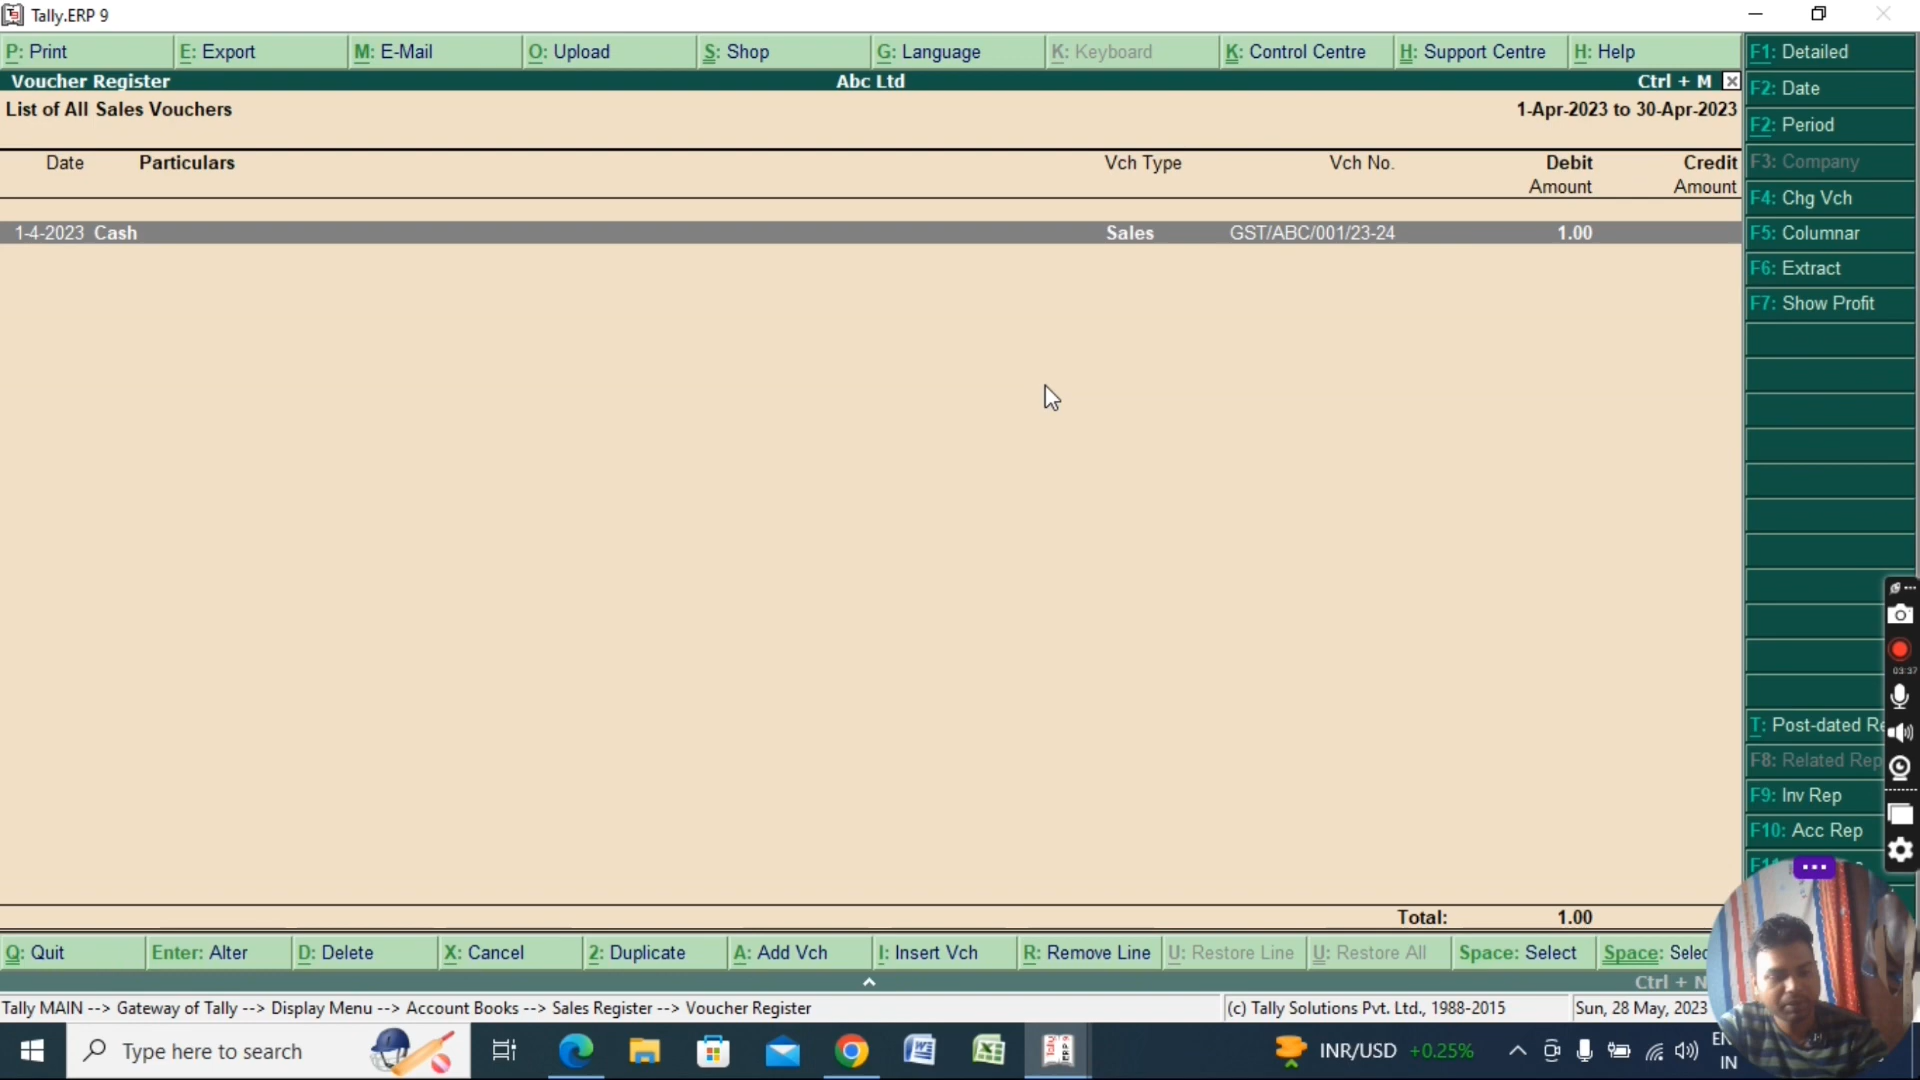 Tally.ERP 9
P: Print E: Export M: E-Mail O: Upload S: Shop G: Language K: Keyboard K: Control Centre H: Support Centre H: Help
Voucher Register Abc Ltd Ctrl + M
List of All Sales Vouchers 1-Apr-2023 to 30-Apr-2023
Date Particulars Vch Type Vch No. Debit Credit
Amount Amount
1-4-2023 Cash Sales GST/ABC/001/23-24 1.00
Total: 1.00
F1: Detailed
F2: Date
F2: Period
F3: Company
F4: Chg Vch
F5: Columnar
F6: Extract
F7: Show Profit
T: Post-dated Re
F8: Related Rep
F9: Inv Rep
F10: Acc Rep
03:37
Q: Quit Enter: Alter D: Delete X: Cancel 2: Duplicate A: Add Vch I: Insert Vch R: Remove Line U: Restore Line U: Restore All Space: Select Space: Selec
Ctrl + N
Tally MAIN --> Gateway of Tally --> Display Menu --> Account Books --> Sales Register --> Voucher Register (c) Tally Solutions Pvt. Ltd., 1988-2015 Sun, 28 May, 2023
Type here to search INR/USD +0.25% EN
IN